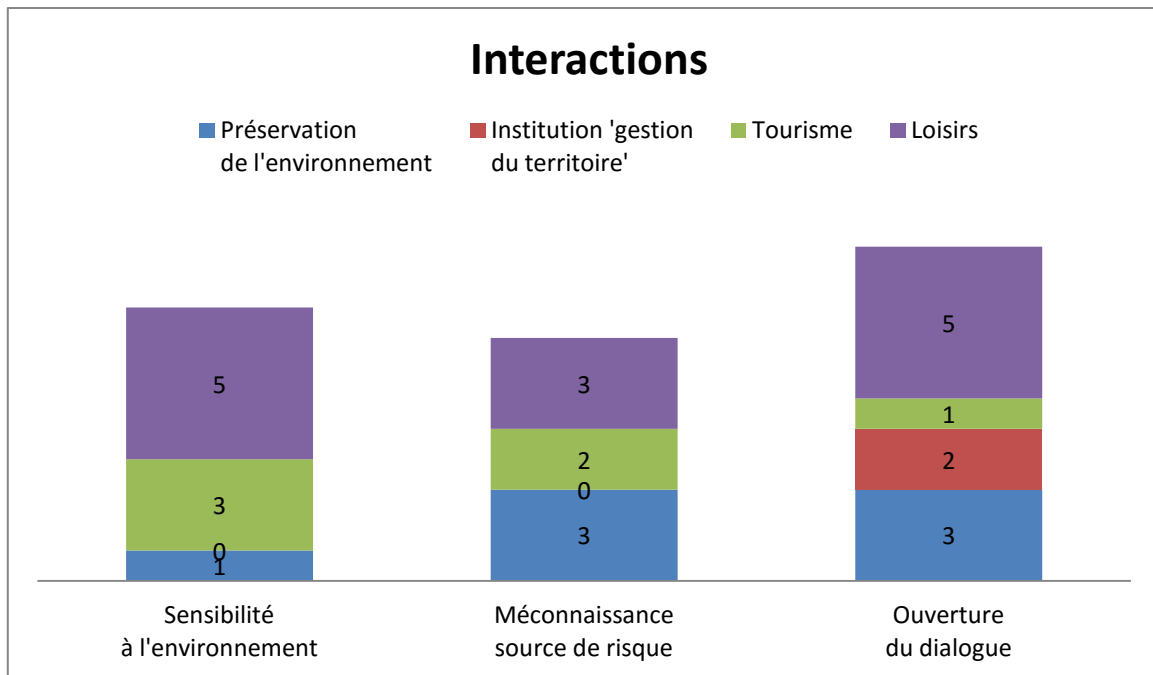 Interactions
Préservation
de l'environnement
Institution 'gestion
du territoire'
Tourisme
Loisirs
5
3
0
1
3
2
0
3
5
1
2
3
Sensibilité
à l'environnement
Méconnaissance
source de risque
Ouverture
du dialogue